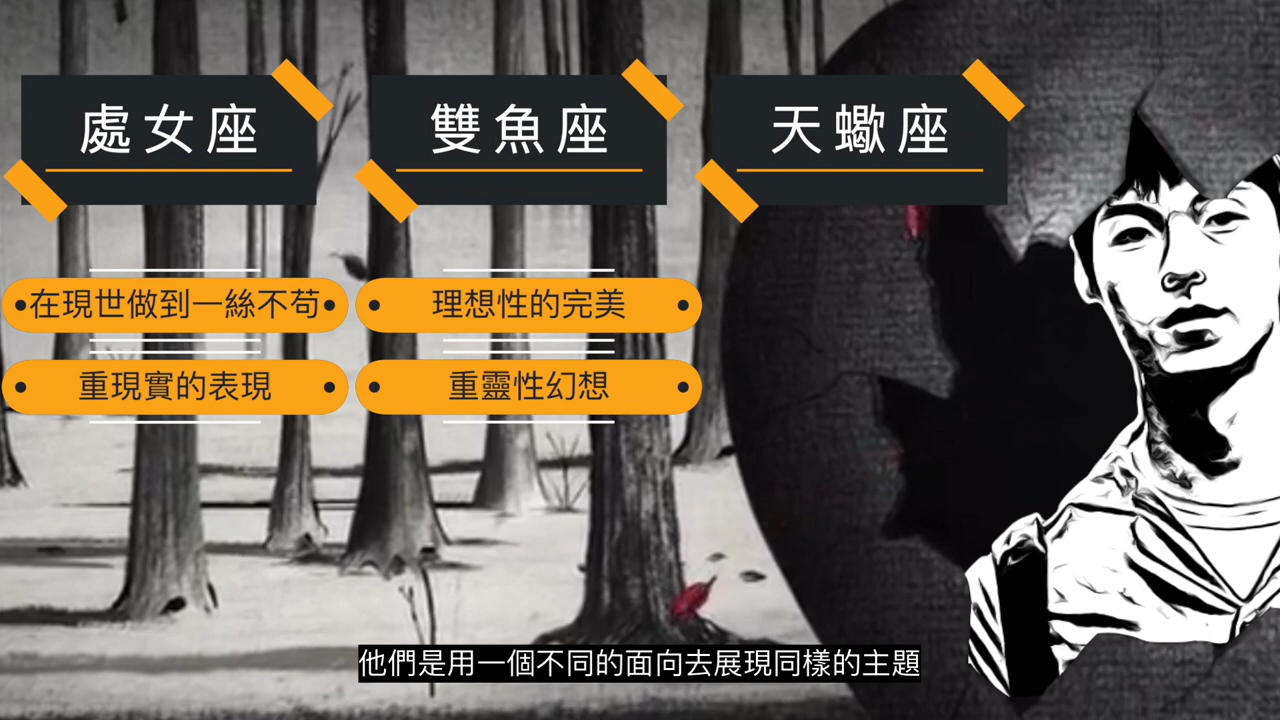 處女座
雙魚座
天蠍座
在現世做到一絲不苟
理想性的完美
重現實的表現
重靈性幻想
他們是用一個不同的面向去展現同樣的主題